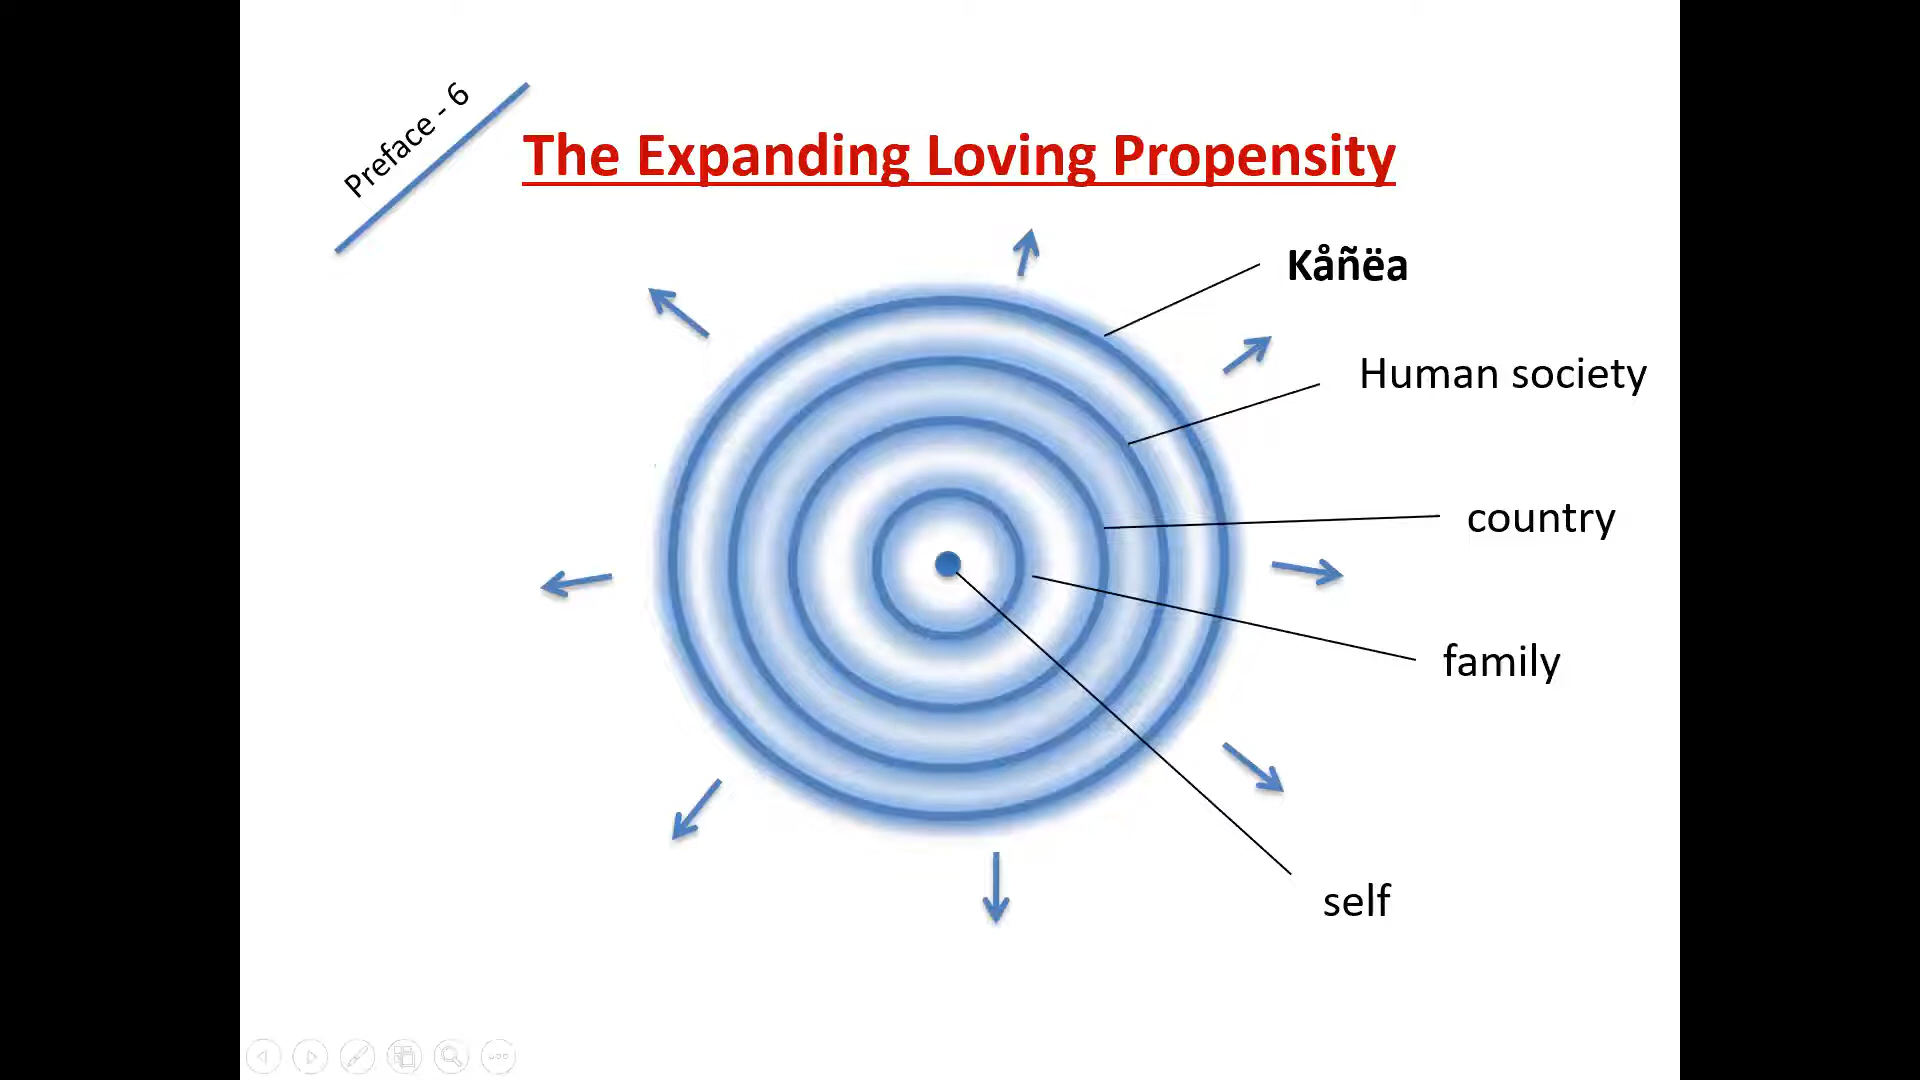 Preface - 6
The Expanding Loving Propensity
Kåñëa
Human society
country
family
self